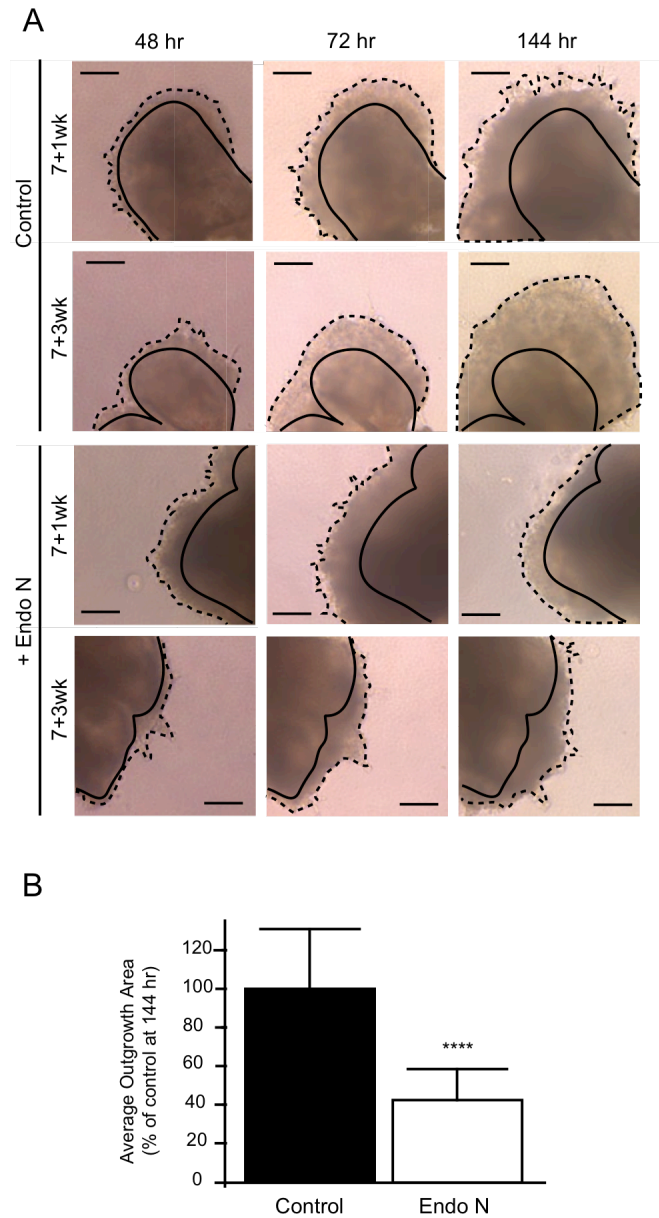 A
48 hr 72 hr 144 hr
Control
7+1wk
7+3wk
+ Endo N
7+1wk
7+3wk
B
Average Outgrowth Area
(% of control at 144 hr)
120
100
80
60
40
20
0
****
Control Endo N